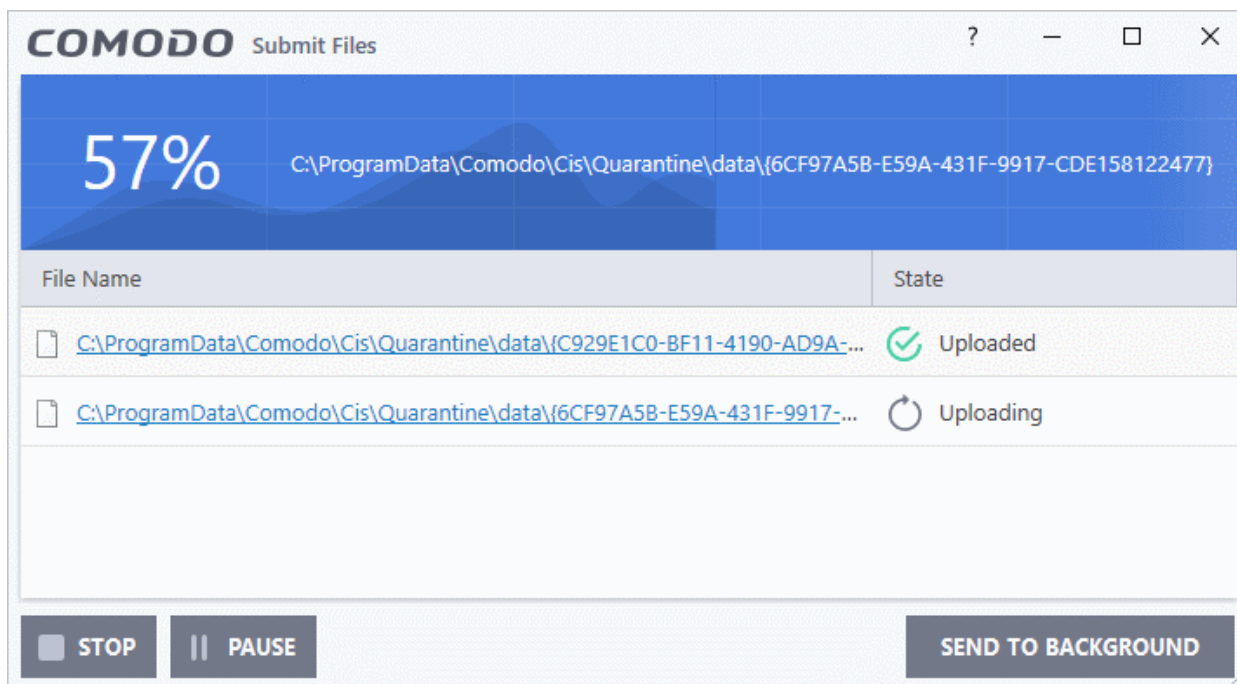 COMODO Submit Files ?
57% C:\ProgramData\Comodo\Cis\Quarantine\data\{6CF97A5B-E59A-431F-9917-CDE158122477}
File Name State
C:\ProgramData\Comodo\Cis\Quarantine\data\{C929E1C0-BF11-4190-AD9A-... Uploaded
C:\ProgramData\Comodo\Cis\Quarantine\data\{6CF97A5B-E59A-431F-9917-... Uploading
STOP PAUSE SEND TO BACKGROUND